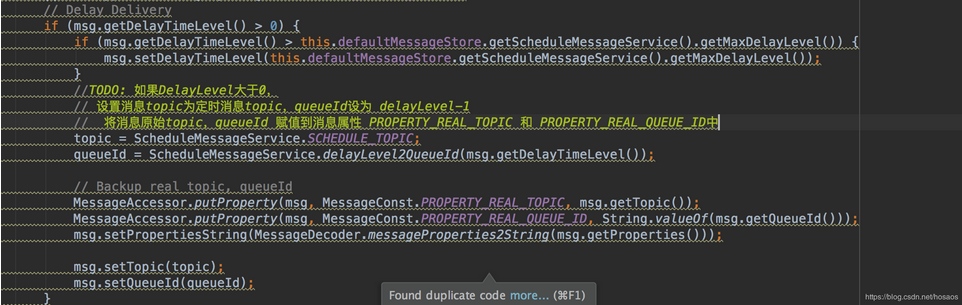 // Delay Delivery
if (msg.getDelayTimeLevel() > 0) {
if (msg.getDelayTimeLevel() > this.defaultMessageStore.getScheduleMessageService().getMaxDelayLevel()) {
msg.setDelayTimeLevel(this.defaultMessageStore.getScheduleMessageService().getMaxDelayLevel());
}
//TODO: 如果DelayLevel大于0,
// 设置消息topic为定时消息topic, queueId设为 delayLevel-1
// 将消息原始topic, queueId 赋值到消息属性 PROPERTY_REAL_TOPIC 和 PROPERTY_REAL_QUEUE_ID中
topic = ScheduleMessageService.SCHEDULE_TOPIC;
queueId = ScheduleMessageService.delayLevel2QueueId(msg.getDelayTimeLevel());
// Backup real topic, queueId
MessageAccessor.putProperty(msg, MessageConst.PROPERTY_REAL_TOPIC, msg.getTopic());
MessageAccessor.putProperty(msg, MessageConst.PROPERTY_REAL_QUEUE_ID, String.valueOf(msg.getQueueId()));
msg.setPropertiesString(MessageDecoder.messageProperties2String(msg.getProperties()));
msg.setTopic(topic);
msg.setQueueId(queueId);
}
Found duplicate code more... (⌘F1)
https://blog.csdn.net/hosaos